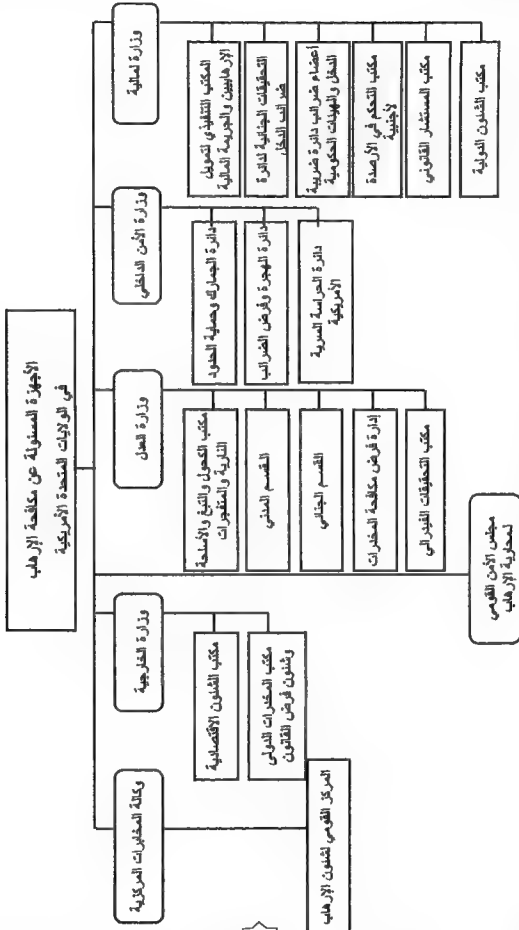 الأجهزة المسئولة عن مكافحة الإرهاب
في الولايات المتحدة الأمريكية
وزارة لمالية
المكتب التنفيذي لتمويل
الإرهابيين والجريمة المالية
التحقيقات الجنائية لدائرة
ضرائب الدخل
أعضاء ضرائب دائرة ضريبة
الدخل والهيئات الحكومية
مكتب التحكم في الأرصدة
لأجنبية
مكتب المستشار القانوني
مكتب الشئون الدولية
وزارة الأمن الداخلي
دائرة الجمارك وحماية الحدود
دائرة الهجرة وفرض الضرائب
دائرة الحراسة السرية
الأمريكية
وزارة العدل
مكتب الكحول والتبغ والأسلحة
النارية والمتفجرات
القسم المدني
القسم الجنائي
إدارة فرض مكافحة المخدرات
مكتب التحقيقات الفيدرالي
مجلس الأمن القومي
لمحاربة الإرهاب
وزارة الخارجية
مكتب الشئون الاقتصادية
مكتب المخدرات الدولى
وشئون فرض القانون
وكالة المخابرات المركزية
المركز القومي لشئون الإرهاب